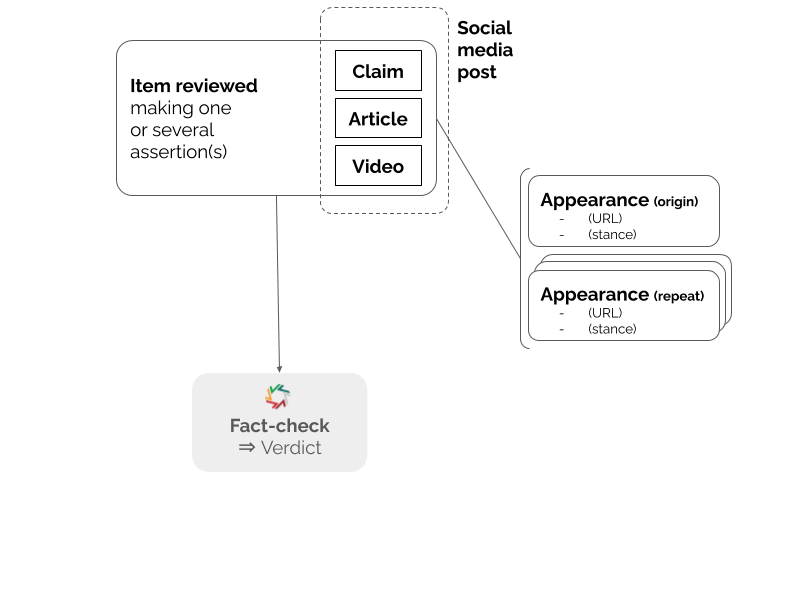 Social
media
post
Item reviewed
making one
or several
assertion(s)
Claim
Article
Video
Appearance (origin)
- (URL)
- (stance)
Appearance (repeat)
- (URL)
- (stance)
Fact-check
⇒ Verdict